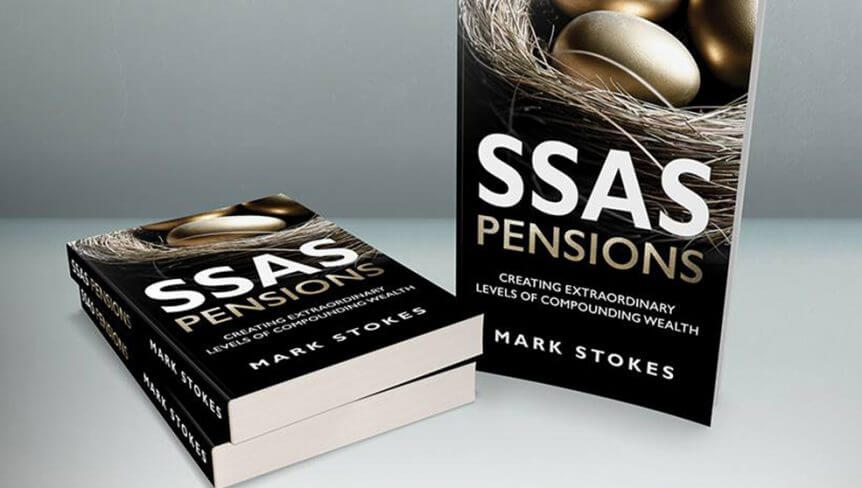 SSAS
PENSIONS
CREATING EXTRAORDINARY
LEVELS OF COMPOUNDING WEALTH
MARK STOKES
SSAS PENSIONS
MARK STOKES
SSAS PENSIONS
MARK STOKES
SSAS
PENSIONS
CREATING EXTRAORDINARY
LEVELS OF COMPOUNDING WEALTH
MARK STOKES